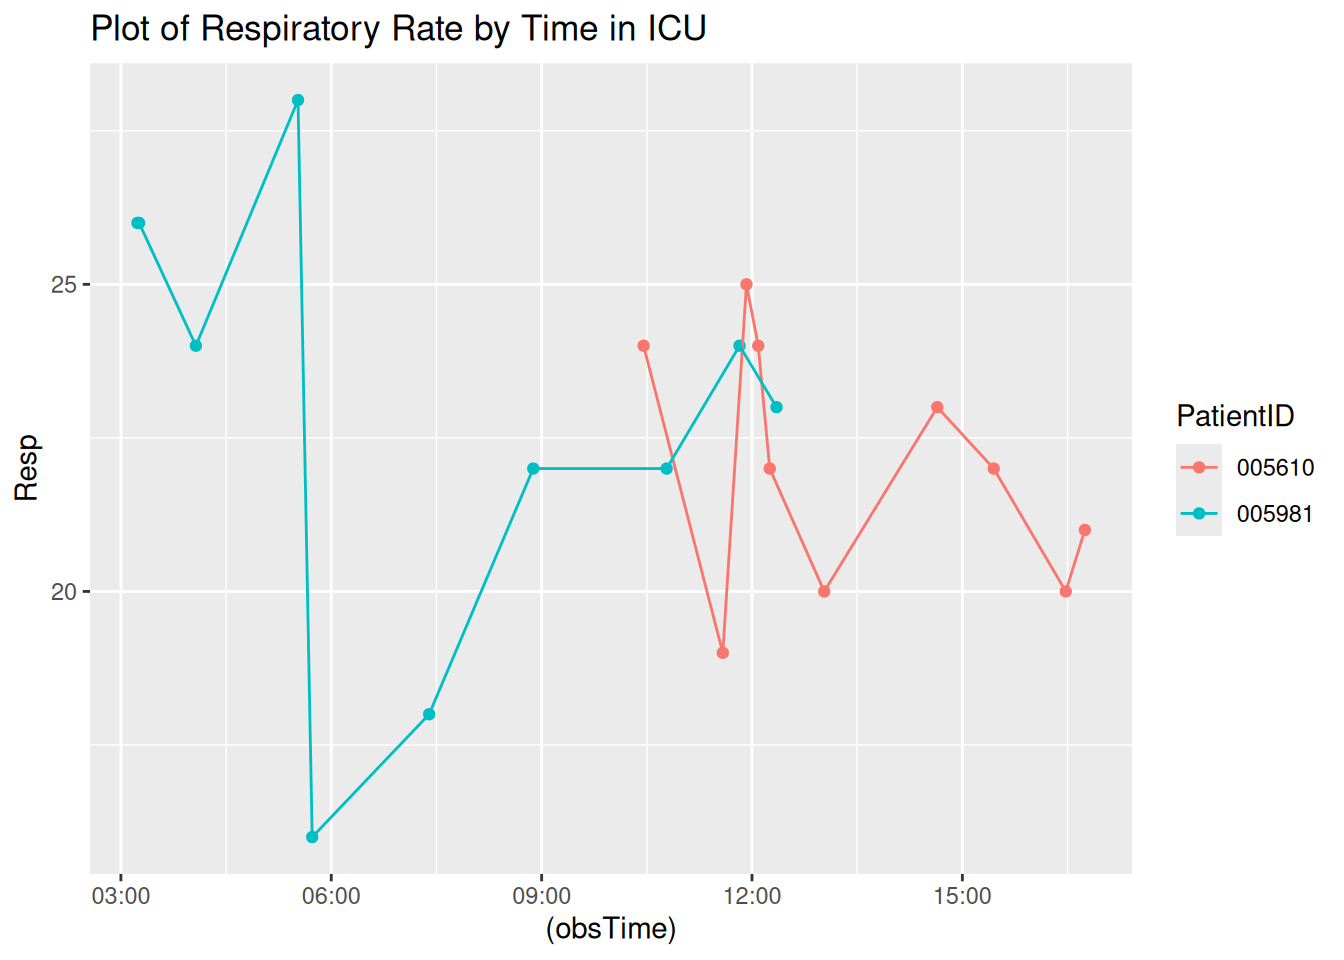 Plot of Respiratory Rate by Time in ICU
Resp
25
20
03:00 06:00 09:00 12:00 15:00
(obsTime)
PatientID
005610
005981